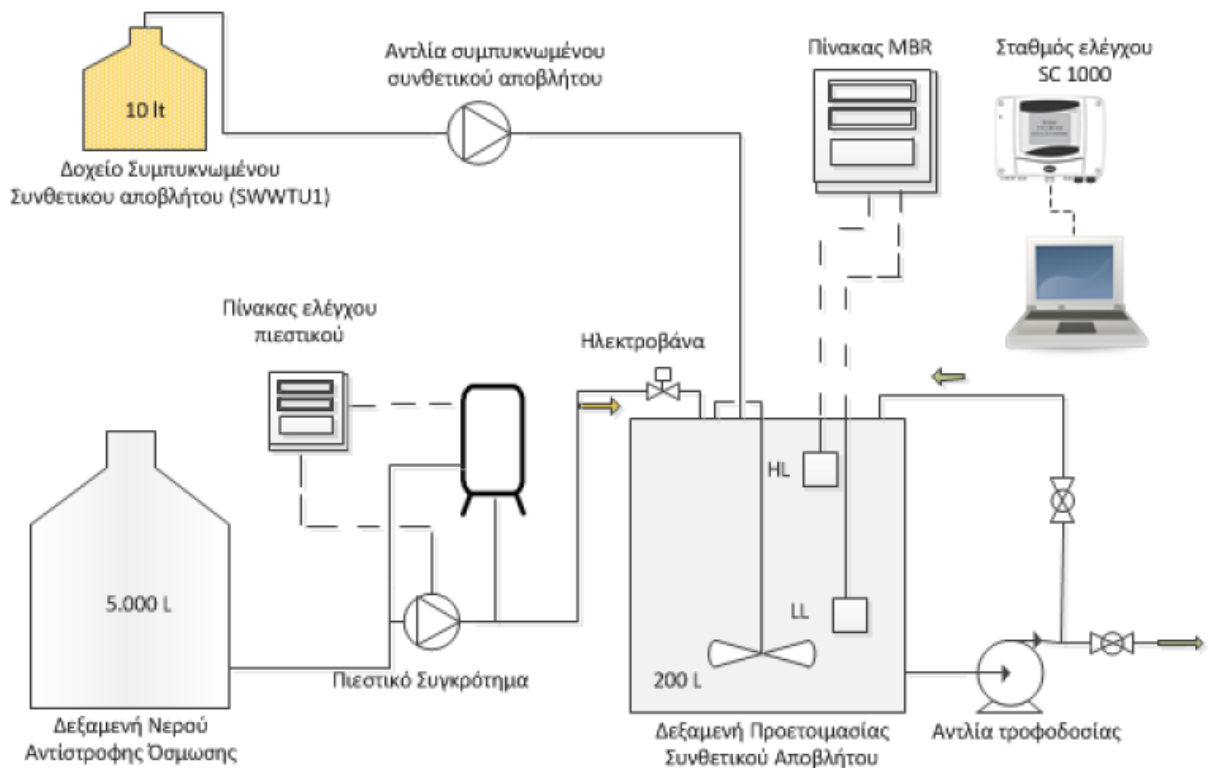 Αντλία συμπυκνωμένου
συνθετικού αποβλήτου
Πίνακας MBR
Σταθμός ελέγχου
SC 1000
10 lt
Δοχείο Συμπυκνωμένου
Συνθετικου αποβλήτου (SWWTU1)
Πίνακας ελέγχου
πιεστικού
Ηλεκτροβάνα
HL
5.000 L
LL
200 L
Πιεστικό Συγκρότημα
Δεξαμενή Νερού
Αντίστροφης Όσμωσης
Δεξαμενή Προετοιμασίας
Συνθετικού Αποβλήτου
Αντλία τροφοδοσίας